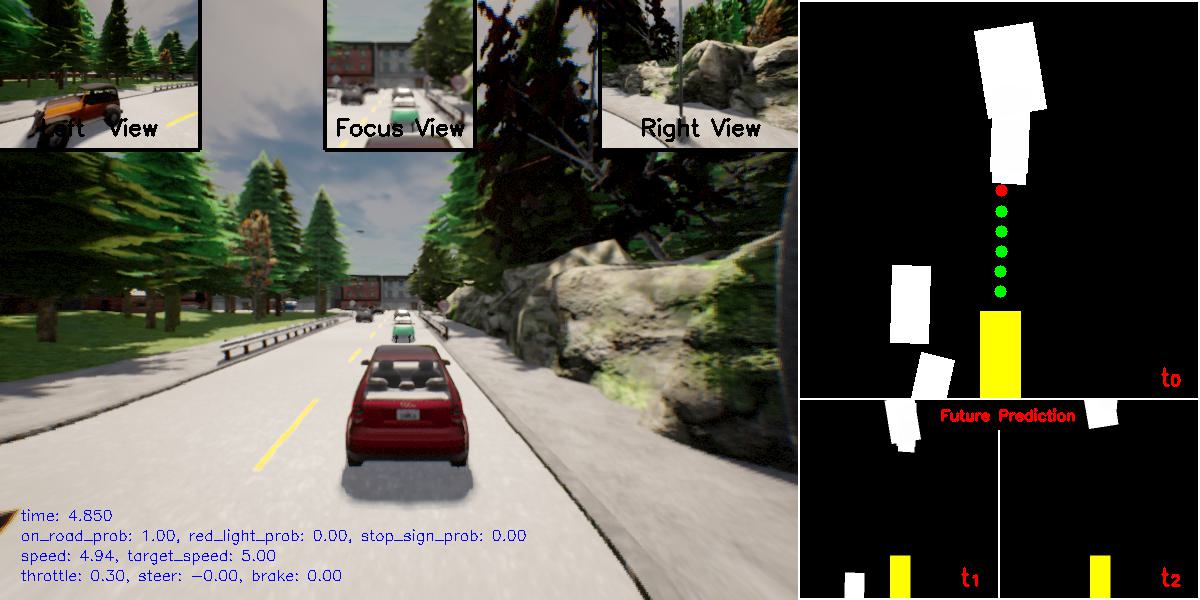 Left View
Focus View
Right View
time: 4.850
on_road_prob: 1.00, red_light_prob: 0.00, stop_sign_prob: 0.00
speed: 4.94, target_speed: 5.00
throttle: 0.30, steer: -0.00, brake: 0.00
t0
Future Prediction
t1
t2